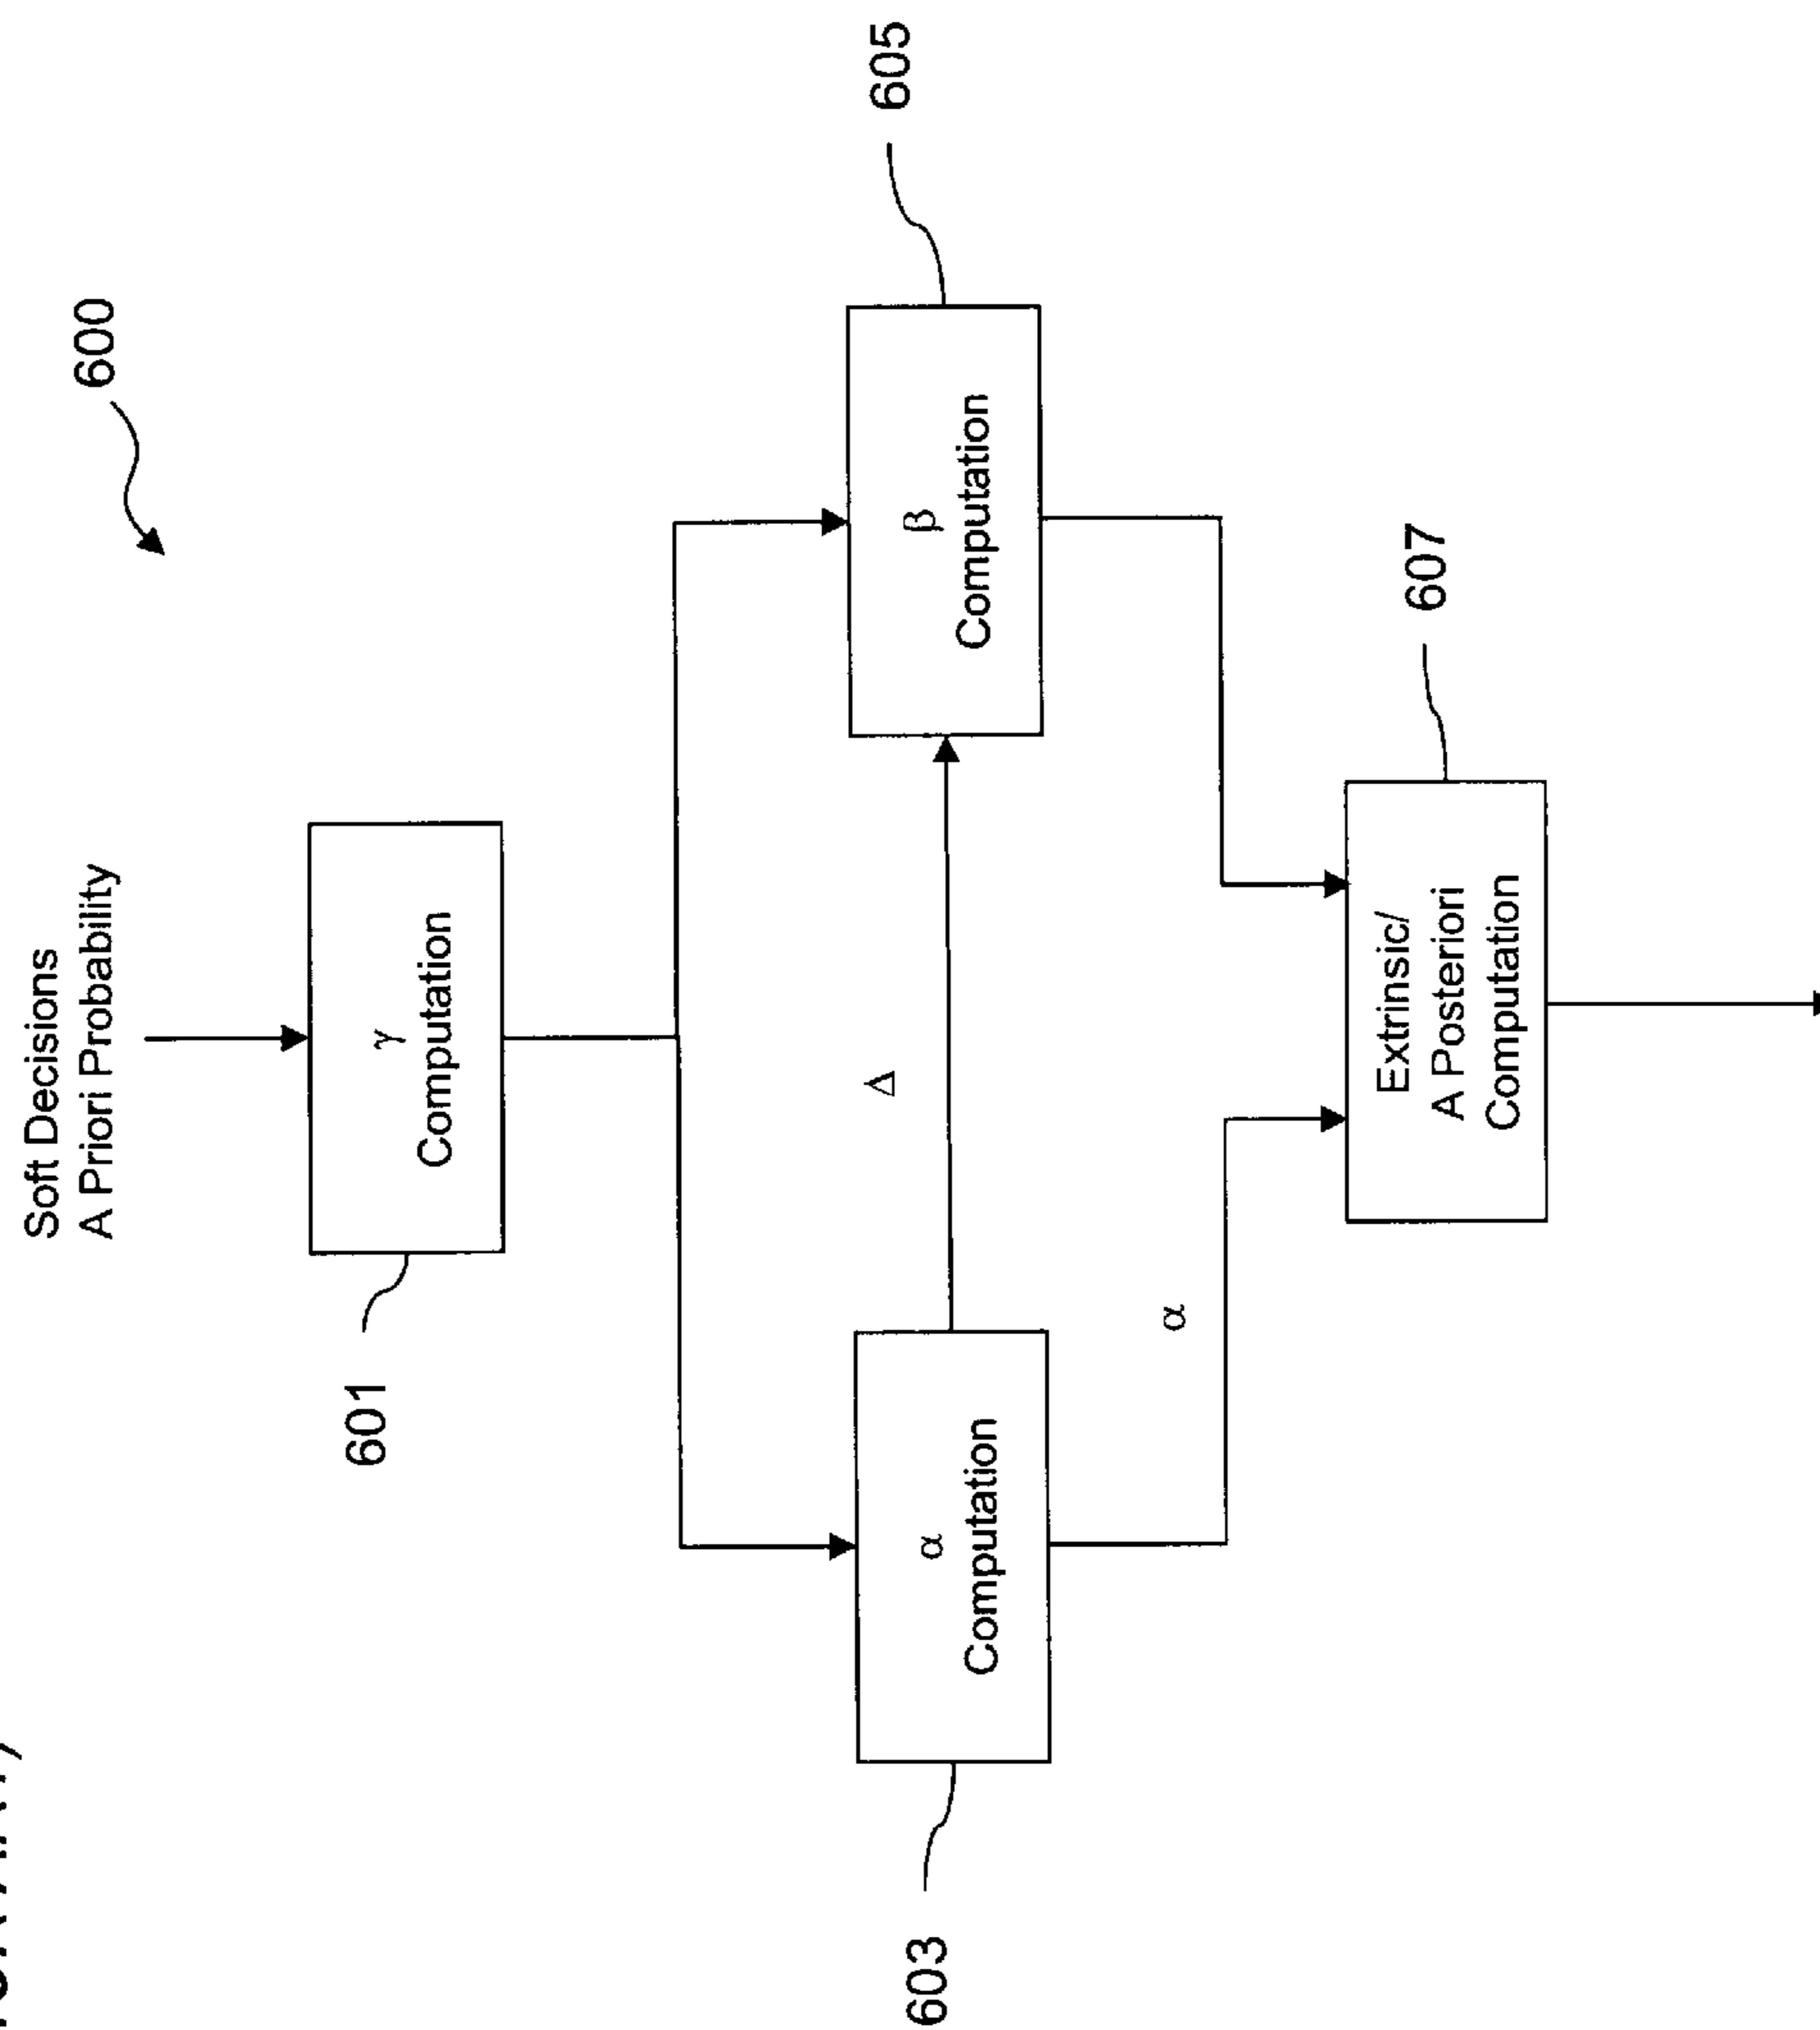 Soft Decisions
A Priori Probability
600
601
γ
Computation
Δ
603
α
Computation
605
β
Computation
α
607
Extrinsic/
A Posteriori
Computation